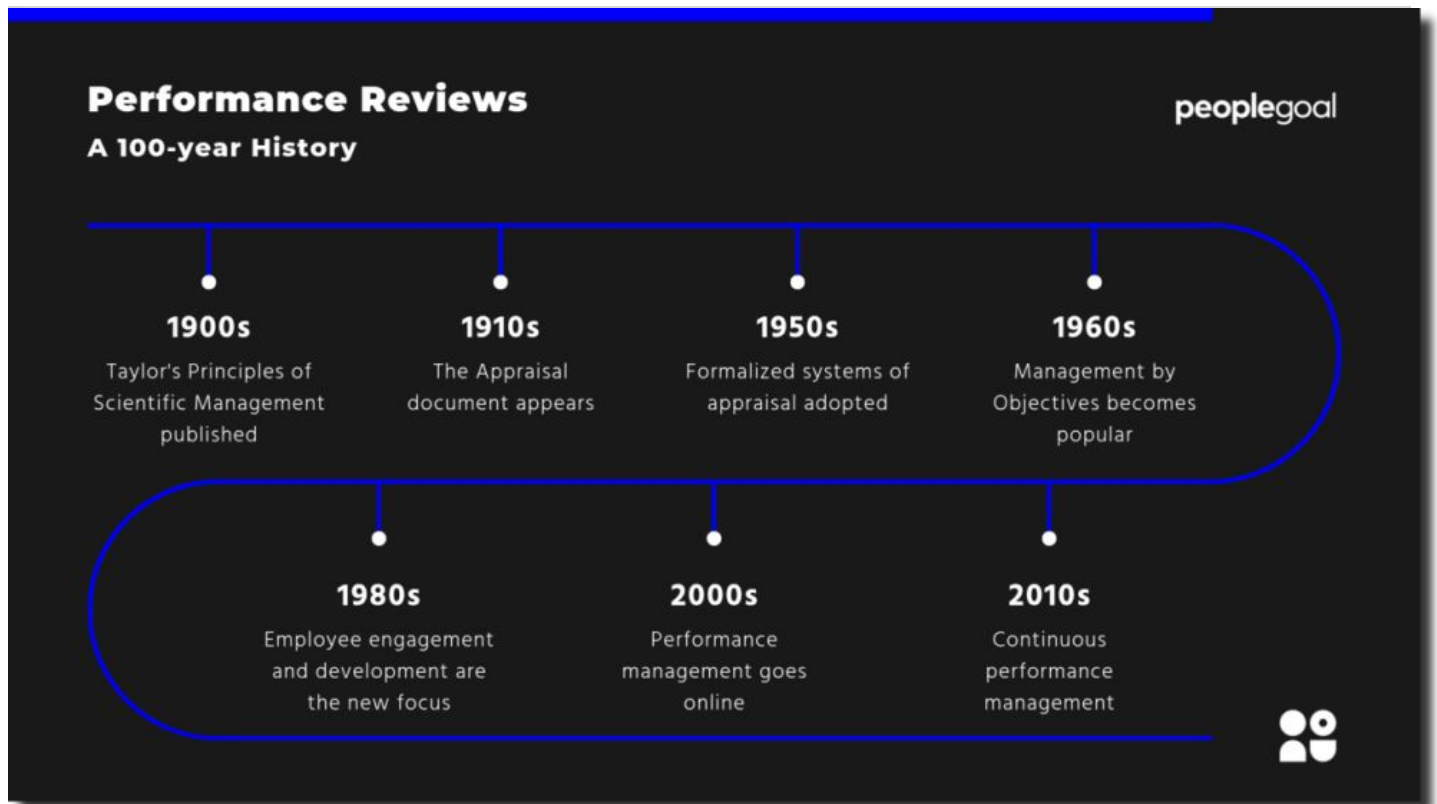 Performance Reviews
A 100-year History
peoplegoal
1900s
Taylor's Principles of
Scientific Management
published
1910s
The Appraisal
document appears
1950s
Formalized systems of
appraisal adopted
1960s
Management by
Objectives becomes
popular
1980s
Employee engagement
and development are
the new focus
2000s
Performance
management goes
online
2010s
Continuous
performance
management